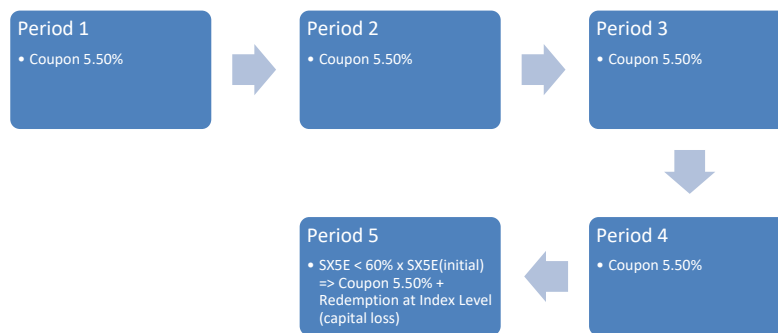 Period 1
• Coupon 5.50%
Period 2
• Coupon 5.50%
Period 3
• Coupon 5.50%
Period 4
• Coupon 5.50%
Period 5
• SX5E < 60% x SX5E(initial)
=> Coupon 5.50% +
Redemption at Index Level
(capital loss)